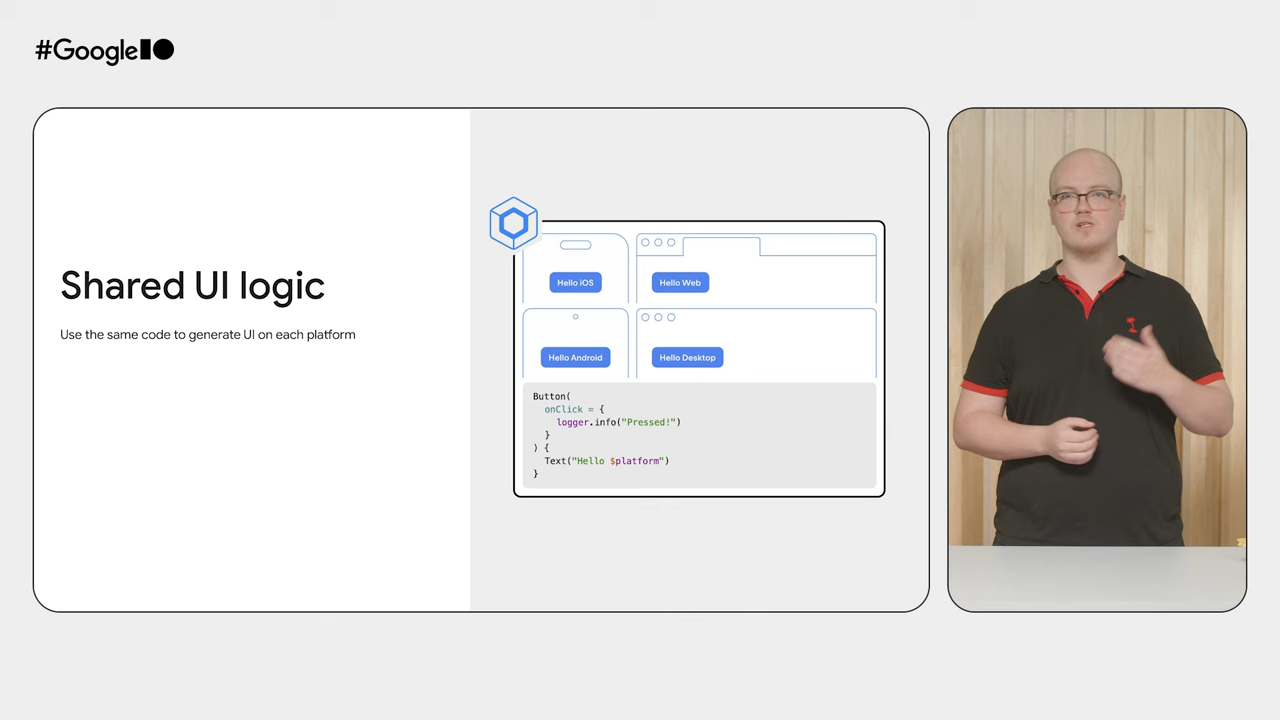 #GoogleIO
Shared UI logic
Use the same code to generate UI on each platform
Hello iOS
Hello Web
Hello Android
Hello Desktop
Button(
onClick = {
logger.info("Pressed!")
}
) {
Text("Hello $platform")
}